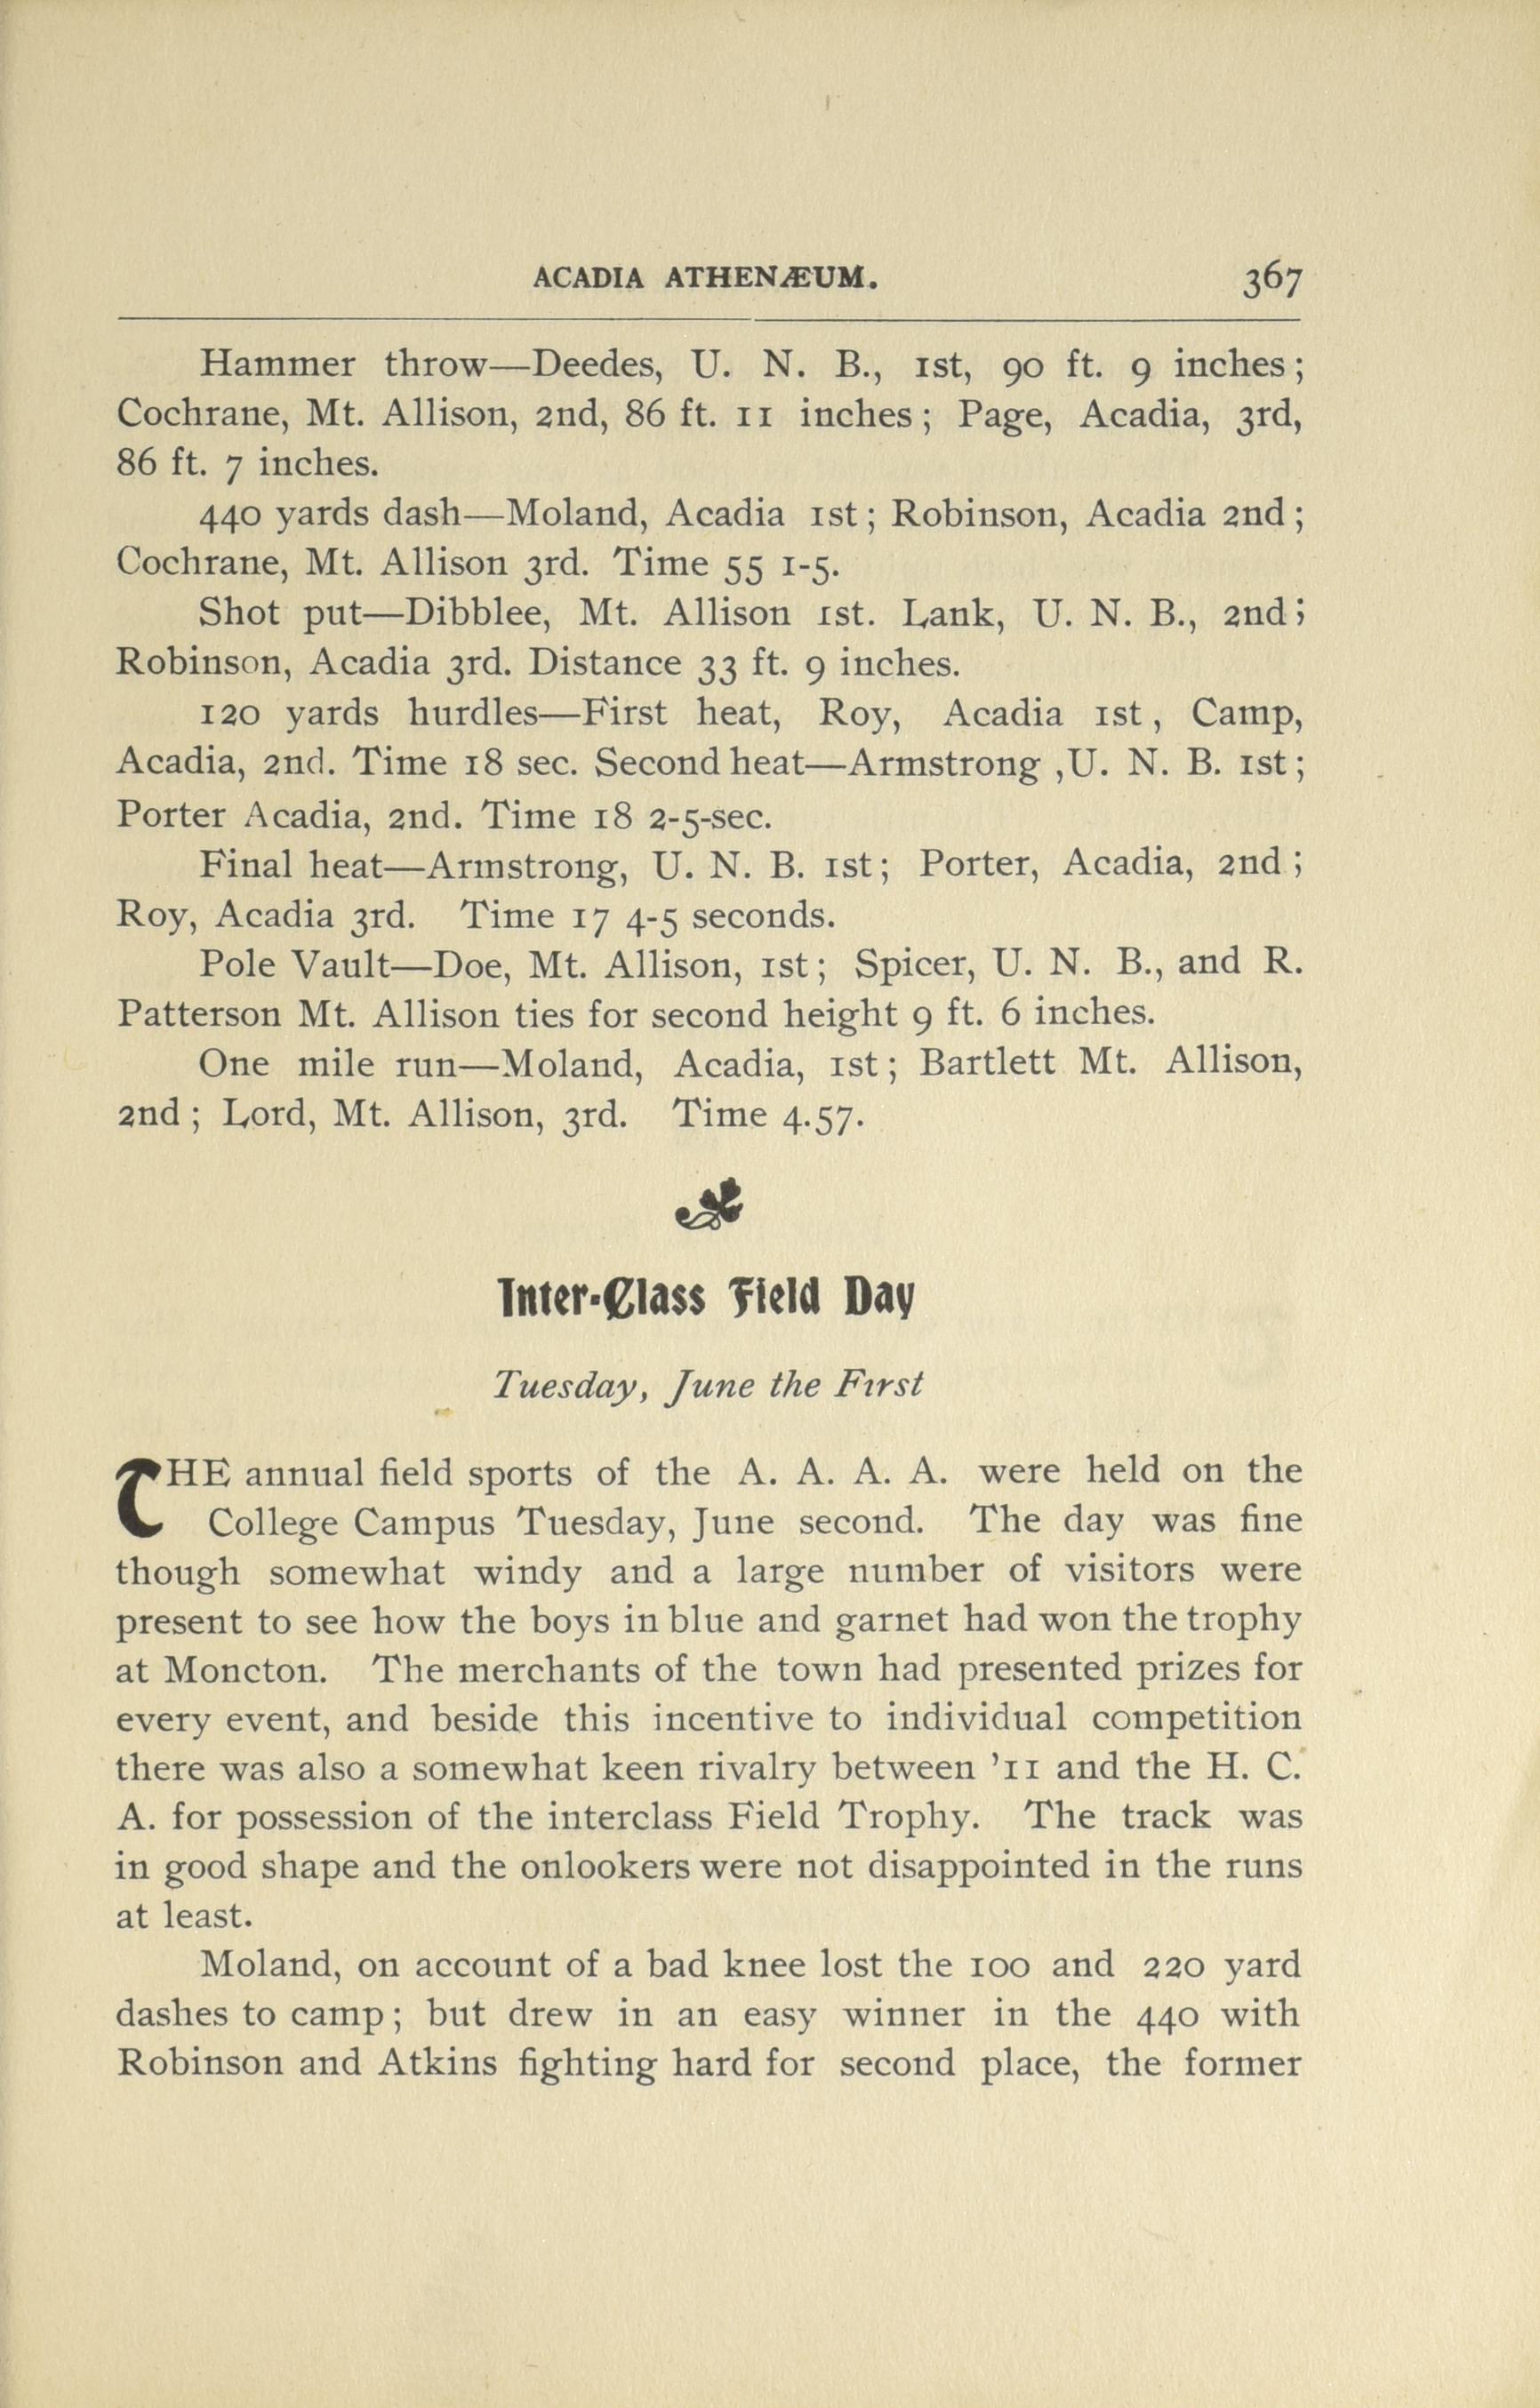 ACADIA ATHENÆUM. 367
Hammer throw—Deedes, U. N. B., 1st, 90 ft. 9 inches;
Cochrane, Mt. Allison, 2nd, 86 ft. 11 inches; Page, Acadia, 3rd,
86 ft. 7 inches.
440 yards dash—Moland, Acadia 1st; Robinson, Acadia 2nd;
Cochrane, Mt. Allison 3rd. Time 55 1-5.
Shot put—Dibblee, Mt. Allison 1st. Lank, U. N. B., 2nd;
Robinson, Acadia 3rd. Distance 33 ft. 9 inches.
120 yards hurdles—First heat, Roy, Acadia 1st, Camp,
Acadia, 2nd. Time 18 sec. Second heat—Armstrong ,U. N. B. 1st;
Porter Acadia, 2nd. Time 18 2-5-sec.
Final heat—Armstrong, U. N. B. 1st; Porter, Acadia, 2nd;
Roy, Acadia 3rd. Time 17 4-5 seconds.
Pole Vault—Doe, Mt. Allison, 1st; Spicer, U. N. B., and R.
Patterson Mt. Allison ties for second height 9 ft. 6 inches.
One mile run—Moland, Acadia, 1st; Bartlett Mt. Allison,
2nd; Lord, Mt. Allison, 3rd. Time 4.57.
Inter-Class Field Day
Tuesday, June the First
THE annual field sports of the A. A. A. A. were held on the
College Campus Tuesday, June second. The day was fine
though somewhat windy and a large number of visitors were
present to see how the boys in blue and garnet had won the trophy
at Moncton. The merchants of the town had presented prizes for
every event, and beside this incentive to individual competition
there was also a somewhat keen rivalry between '11 and the H. C.
A. for possession of the interclass Field Trophy. The track was
in good shape and the onlookers were not disappointed in the runs
at least.
Moland, on account of a bad knee lost the 100 and 220 yard
dashes to camp; but drew in an easy winner in the 440 with
Robinson and Atkins fighting hard for second place, the former